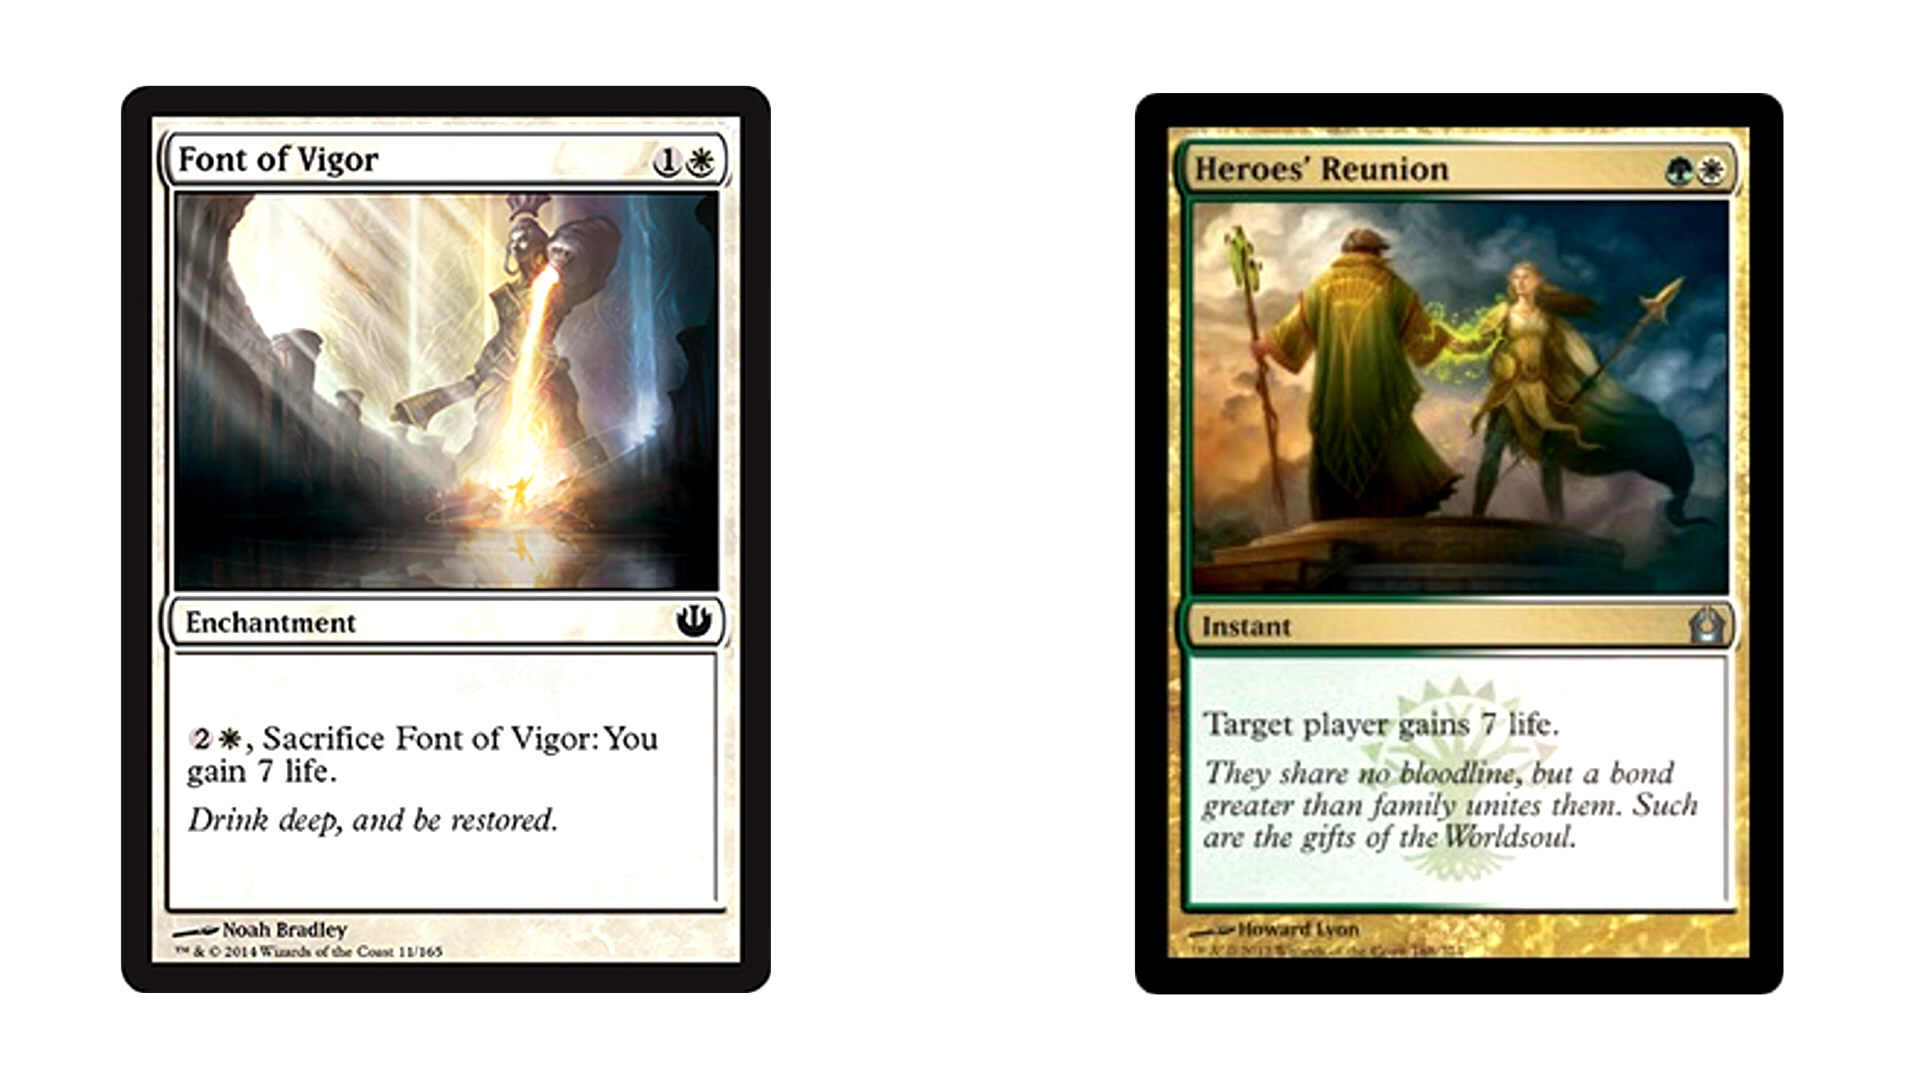 Font of Vigor 1
Enchantment
2, Sacrifice Font of Vigor: You
gain 7 life.
Drink deep, and be restored.
Noah Bradley
™ & © 2014 Wizards of the Coast 11/165
Heroes' Reunion
Instant
Target player gains 7 life.
They share no bloodline, but a bond
greater than family unites them. Such
are the gifts of the Worldsoul.
Howard Lyon